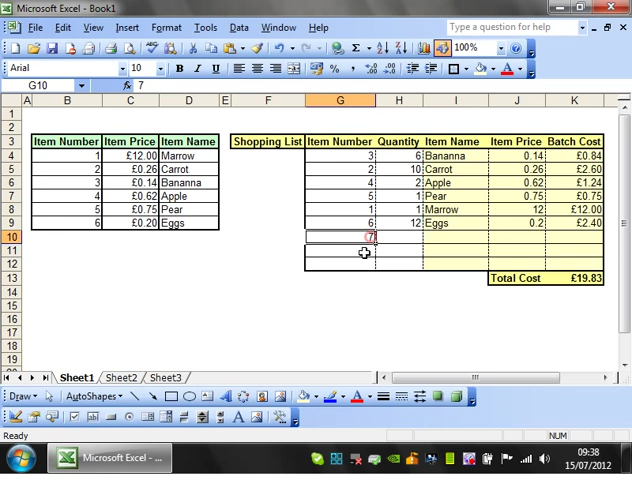 Microsoft Excel - Book1
File Edit View Insert Format Tools Data Window Help Type a question for help
Σ 100%
Arial 10 B I U
G10 fx 7
A B C D E F G H I J K
1
2
3 Item Number Item Price Item Name Shopping List Item Number Quantity Item Name Item Price Batch Cost
4 1 £12.00 Marrow 3 6 Bananna 0.14 £0.84
5 2 £0.26 Carrot 2 10 Carrot 0.26 £2.60
6 3 £0.14 Bananna 4 2 Apple 0.62 £1.24
7 4 £0.62 Apple 5 1 Pear 0.75 £0.75
8 5 £0.75 Pear 1 1 Marrow 12 £12.00
9 6 £0.20 Eggs 6 12 Eggs 0.2 £2.40
10 7
11
12
13 Total Cost £19.83
14
15
16
17
18
19
Sheet1 Sheet2 Sheet3
Draw AutoShapes
Ready NUM
Microsoft Excel - ... 09:38
15/07/2012